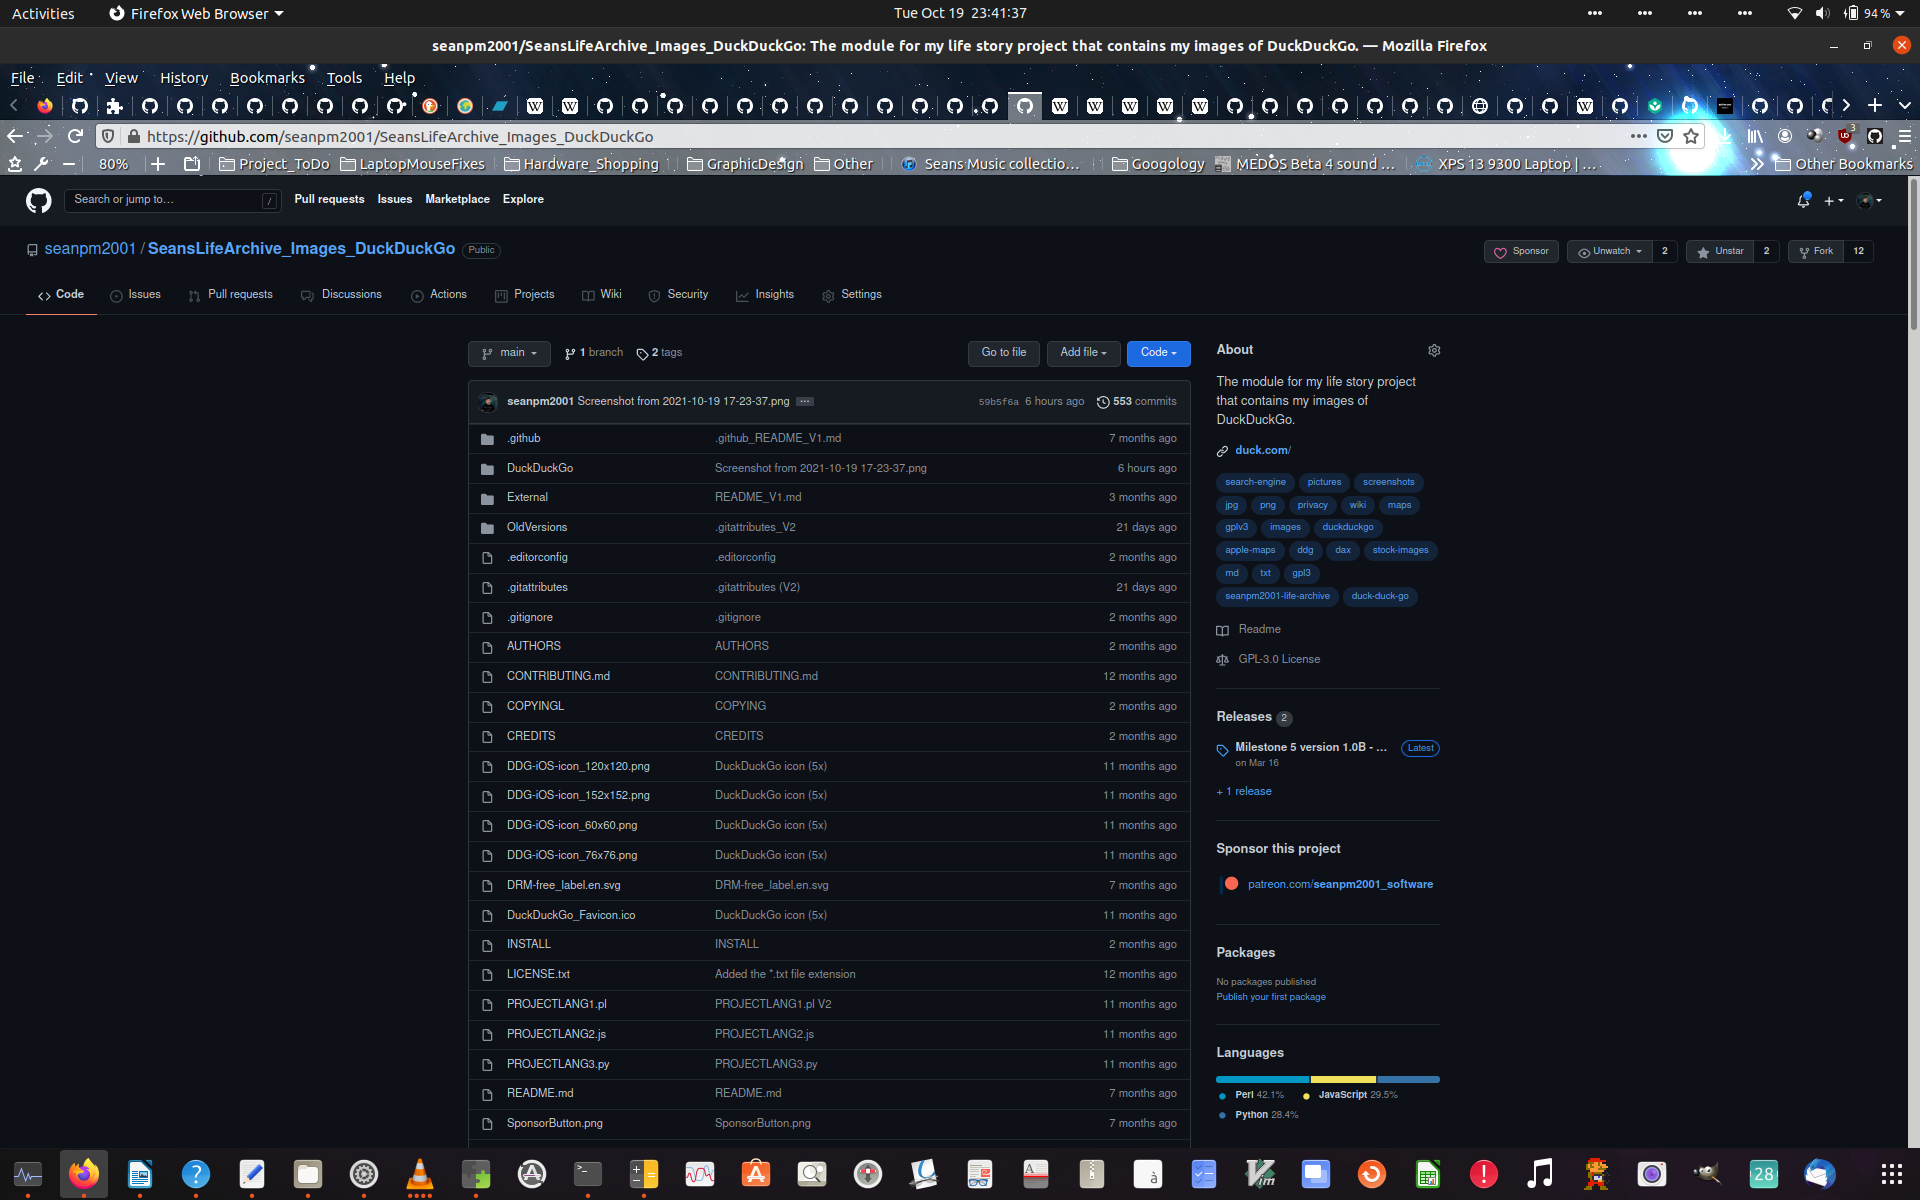 Activities Firefox Web Browser Tue Oct 19 23:41:37 94 %
seanpm2001/SeansLifeArchive_Images_DuckDuckGo: The module for my life story project that contains my images of DuckDuckGo. — Mozilla Firefox
File Edit View History Bookmarks Tools Help
https://github.com/seanpm2001/SeansLifeArchive_Images_DuckDuckGo 3
80% Project_ToDo LaptopMouseFixes Hardware_Shopping GraphicDesign Other Seans Music collectio... Googology MEDOS Beta 4 sound ... XPS 13 9300 Laptop | ... Other Bookmarks
Search or jump to... / Pull requests Issues Marketplace Explore
seanpm2001 / SeansLifeArchive_Images_DuckDuckGo Public Sponsor Unwatch 2 Unstar 2 Fork 12
Code Issues Pull requests Discussions Actions Projects Wiki Security Insights Settings
main 1 branch 2 tags Go to file Add file Code
seanpm2001 Screenshot from 2021-10-19 17-23-37.png ... 59b5f6a 6 hours ago 553 commits
.github .github_README_V1.md 7 months ago
DuckDuckGo Screenshot from 2021-10-19 17-23-37.png 6 hours ago
External README_V1.md 3 months ago
OldVersions .gitattributes_V2 21 days ago
.editorconfig .editorconfig 2 months ago
.gitattributes .gitattributes (V2) 21 days ago
.gitignore .gitignore 2 months ago
AUTHORS AUTHORS 2 months ago
CONTRIBUTING.md CONTRIBUTING.md 12 months ago
COPYINGL COPYING 2 months ago
CREDITS CREDITS 2 months ago
DDG-iOS-icon_120x120.png DuckDuckGo icon (5x) 11 months ago
DDG-iOS-icon_152x152.png DuckDuckGo icon (5x) 11 months ago
DDG-iOS-icon_60x60.png DuckDuckGo icon (5x) 11 months ago
DDG-iOS-icon_76x76.png DuckDuckGo icon (5x) 11 months ago
DRM-free_label.en.svg DRM-free_label.en.svg 7 months ago
DuckDuckGo_Favicon.ico DuckDuckGo icon (5x) 11 months ago
INSTALL INSTALL 2 months ago
LICENSE.txt Added the *.txt file extension 12 months ago
PROJECTLANG1.pl PROJECTLANG1.pl V2 11 months ago
PROJECTLANG2.js PROJECTLANG2.js 11 months ago
PROJECTLANG3.py PROJECTLANG3.py 11 months ago
README.md README.md 7 months ago
SponsorButton.png SponsorButton.png 7 months ago
About
The module for my life story project
that contains my images of
DuckDuckGo.
duck.com/
search-engine pictures screenshots
jpg png privacy wiki maps
gplv3 images duckduckgo
apple-maps ddg dax stock-images
md txt gpl3
seanpm2001-life-archive duck-duck-go
Readme
GPL-3.0 License
Releases 2
Milestone 5 version 1.0B - ... Latest
on Mar 16
+ 1 release
Sponsor this project
patreon.com/seanpm2001_software
Packages
No packages published
Publish your first package
Languages
Perl 42.1% JavaScript 29.5%
Python 28.4%
28